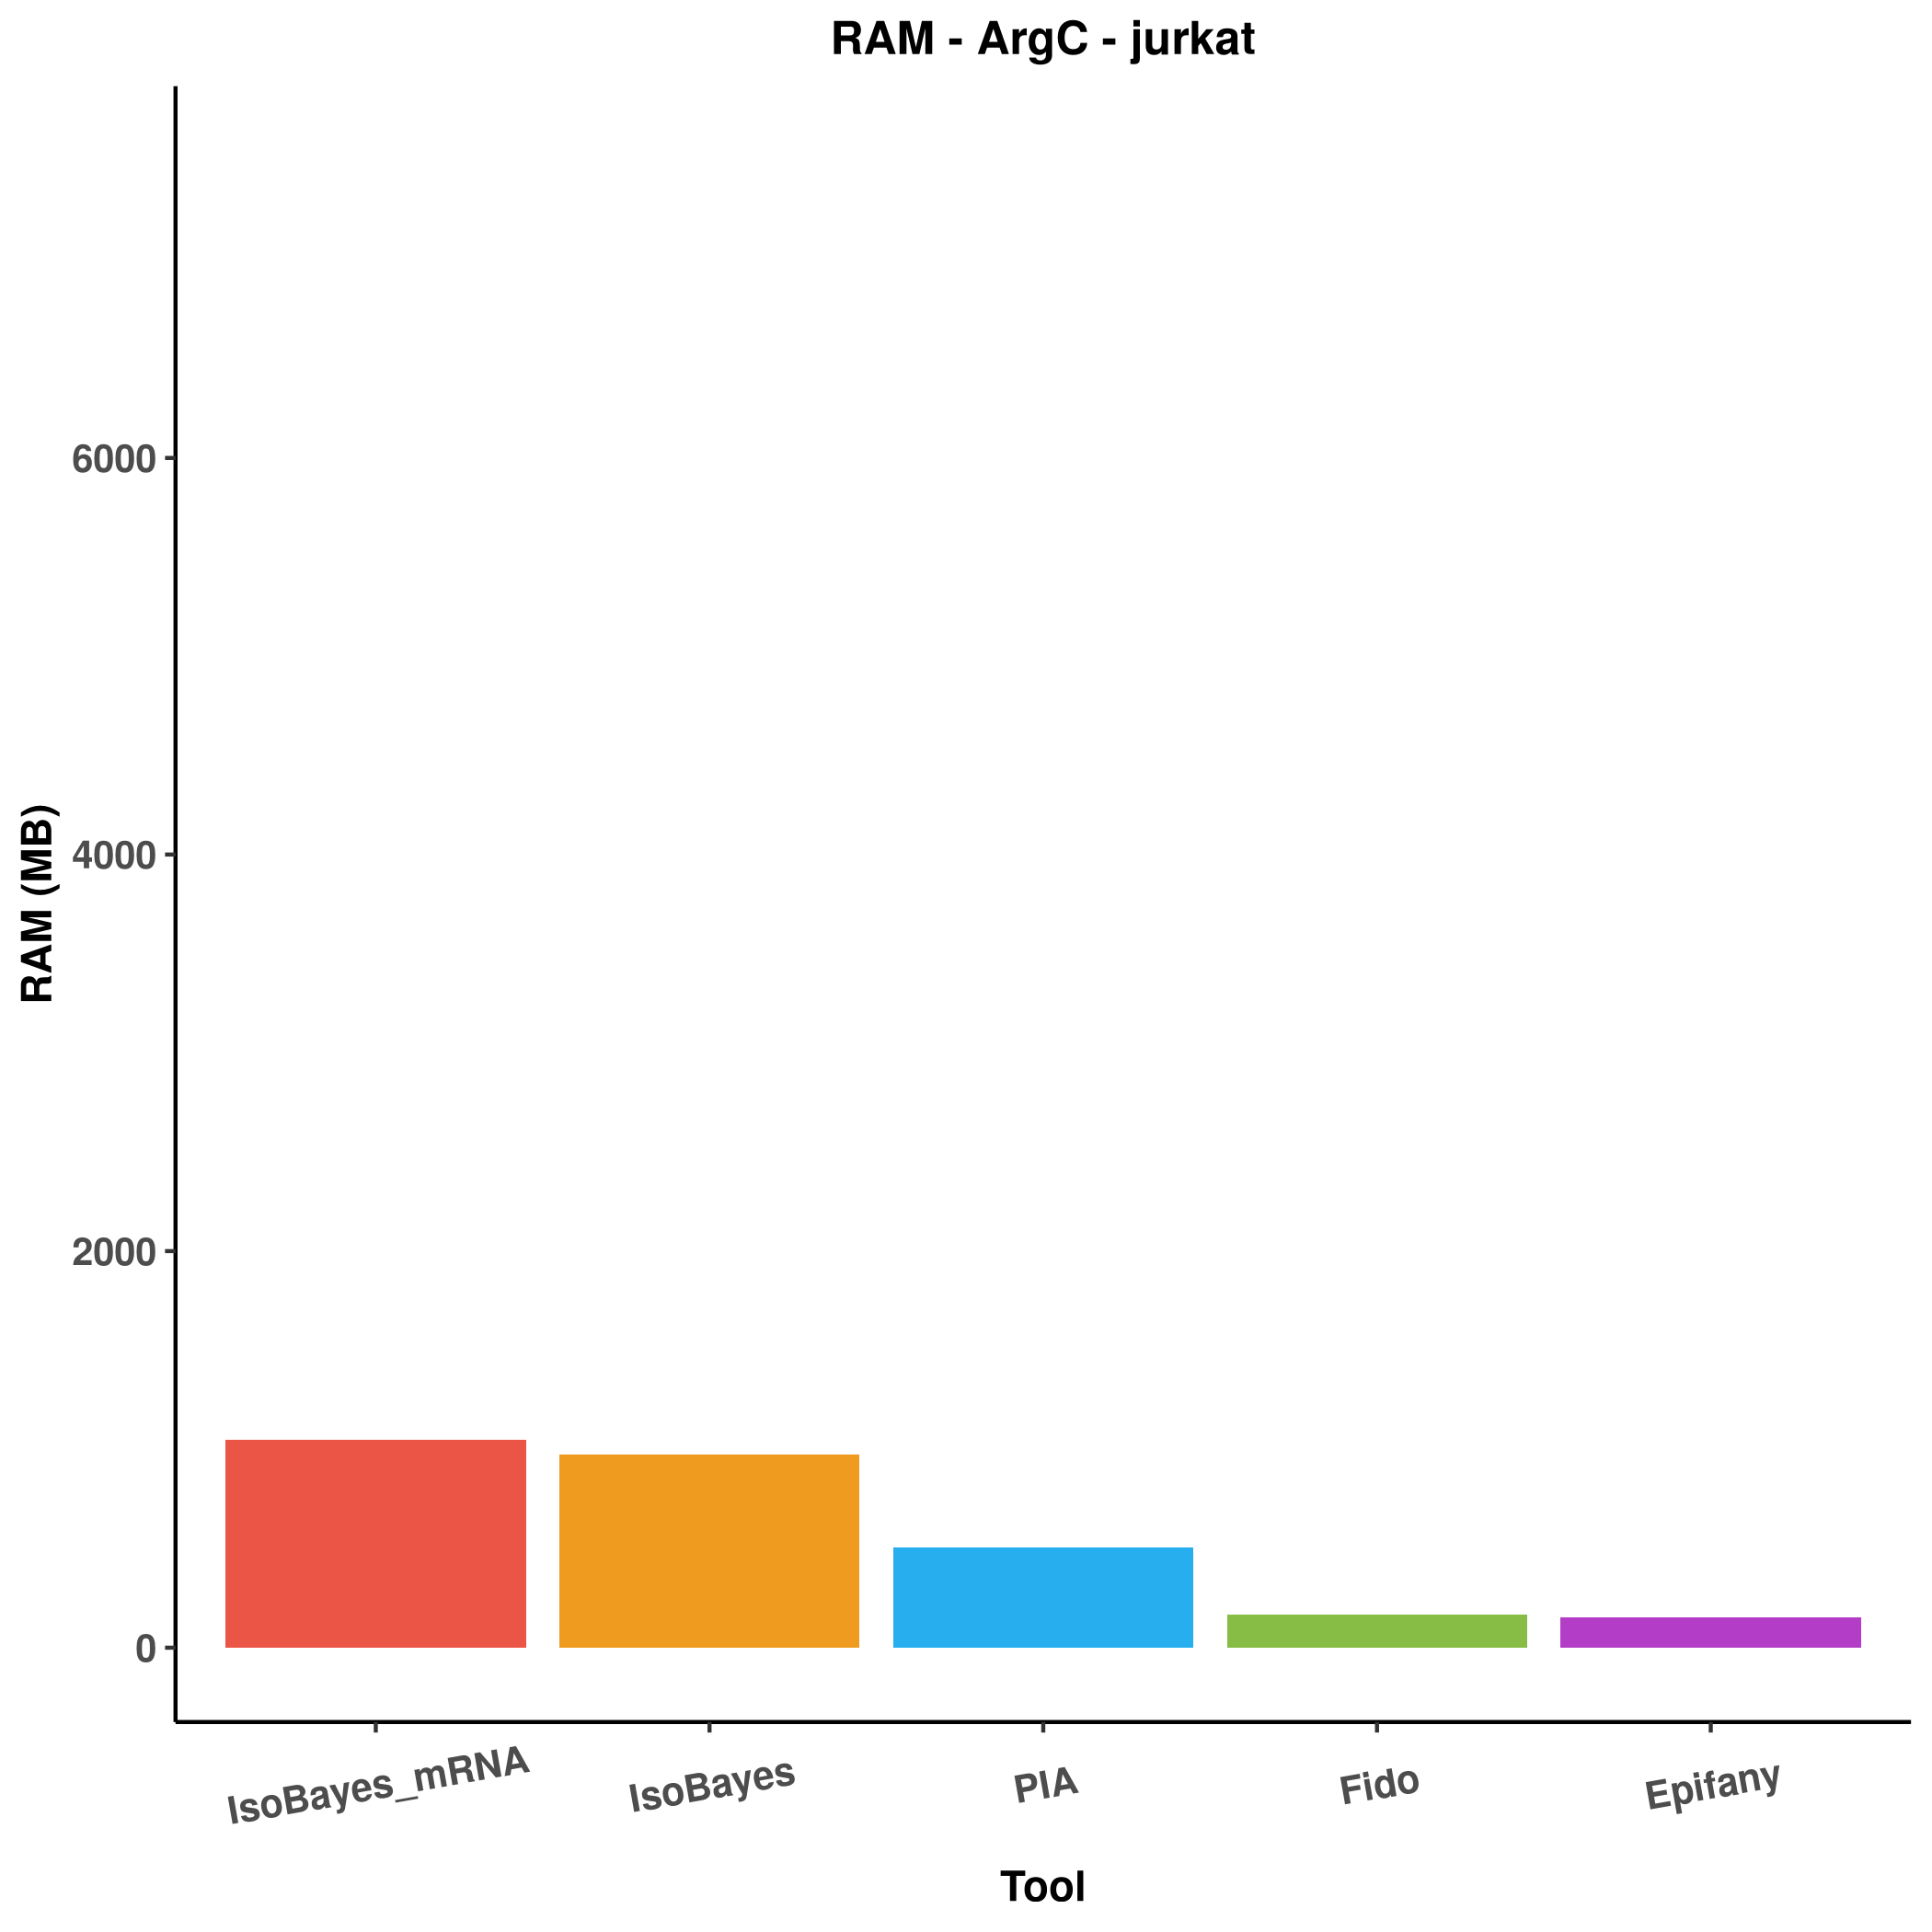 RAM - ArgC - jurkat
RAM (MB)
6000
4000
2000
0
IsoBayes_mRNA
IsoBayes
PIA
Fido
Epifany
Tool